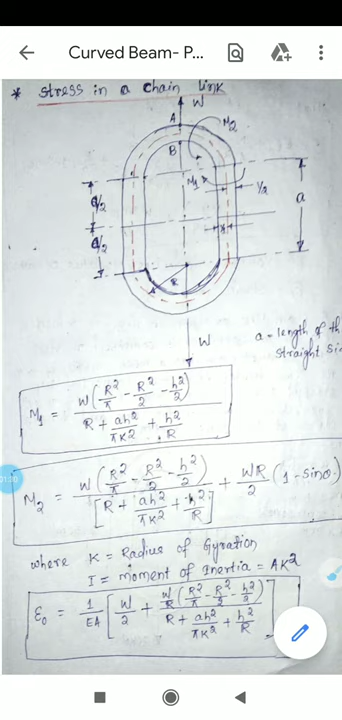 Curved Beam- P...
* Stress in a Chain Link
W
A
M2
B
M1
a/2
a/2
a
R
W
a = length of th
straight sid
M1 = W(R²/π - R²/2 - h²/2) / (R + ah²/πK² + h²/R)
M2 = W(R²/π - R²/2 - h²/2) / [R + ah²/πK² + h²/R] + WR/2 (1 - sinθ)
where K = Radius of Gyration
I = moment of Inertia = AK²
ε0 = 1/EA [W/2 + W/R (R²/π - R²/2 - h²/2) / (R + ah²/πK² + h²/R)]